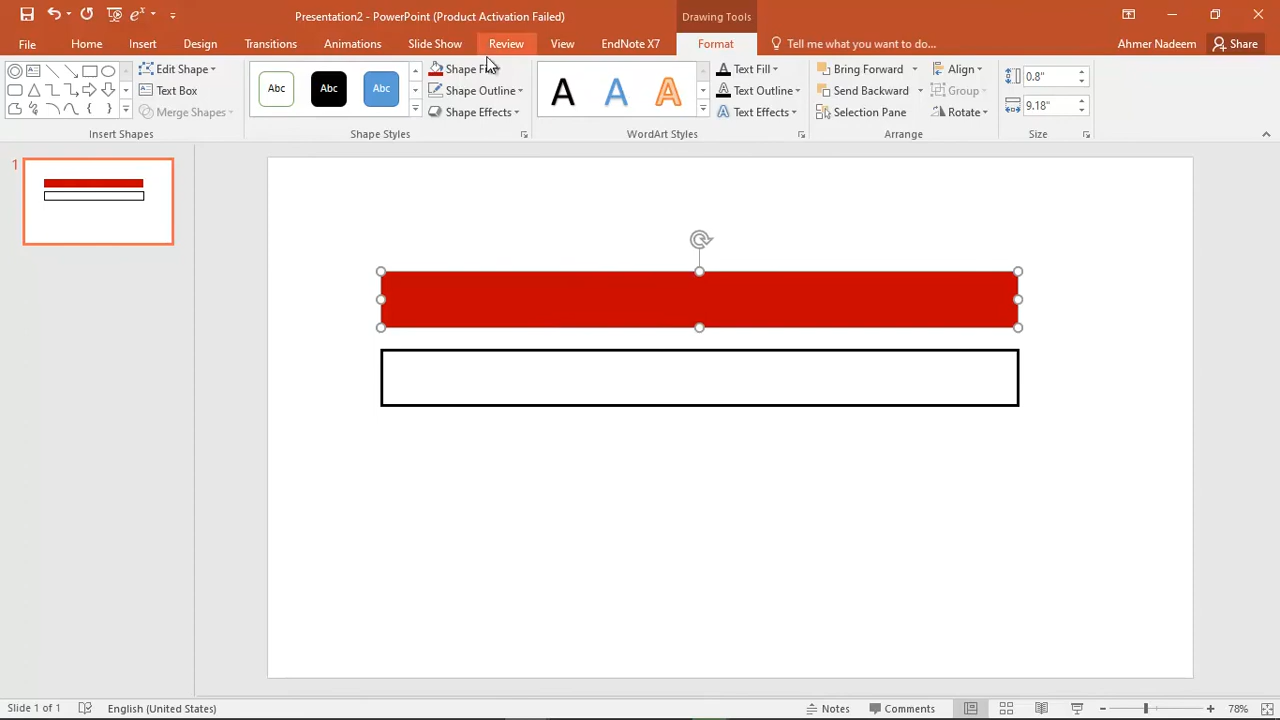 Presentation2 - PowerPoint (Product Activation Failed)
Drawing Tools
File Home Insert Design Transitions Animations Slide Show Review View EndNote X7 Format Tell me what you want to do... Ahmer Nadeem Share
Edit Shape
Text Box
Merge Shapes
Insert Shapes
Abc Abc Abc
Shape Styles
Shape
Shape Outline
Shape Effects
A A A
WordArt Styles
Text Fill
Text Outline
Text Effects
Bring Forward
Send Backward
Selection Pane
Align
Group
Rotate
Arrange
0.8"
9.18"
Size
1
Slide 1 of 1 English (United States) Notes Comments 78%